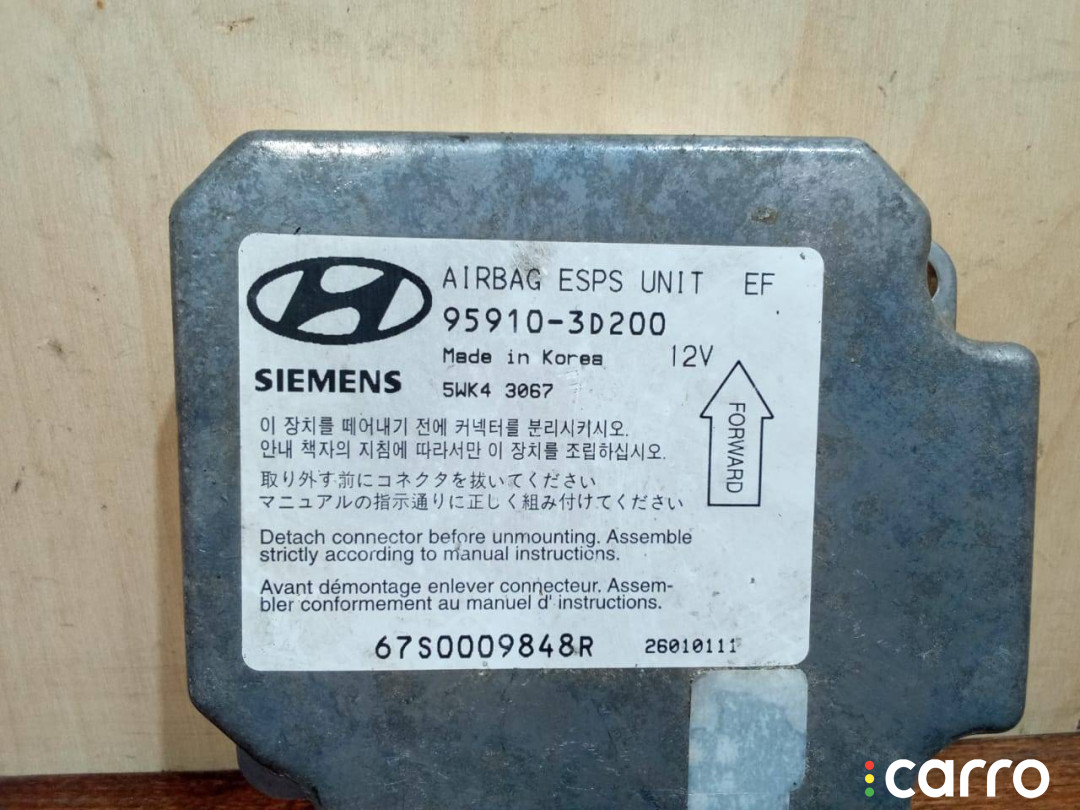 AIRBAG ESPS UNIT EF
95910-3D200
Made in Korea 12V
SIEMENS 5WK4 3067
FORWARD
이 장치를 떼어내기 전에 커넥터를 분리시키시오.
안내 책자의 지침에 따라서만 이 장치를 조립하십시오.
取り外す前にコネクタを抜いてください
マニュアルの指示通りに正しく組み付けてください
Detach connector before unmounting. Assemble
strictly according to manual instructions.
Avant démontage enlever connecteur. Assem-
bler conformement au manuel d' instructions.
67S0009848R 26010111
carro